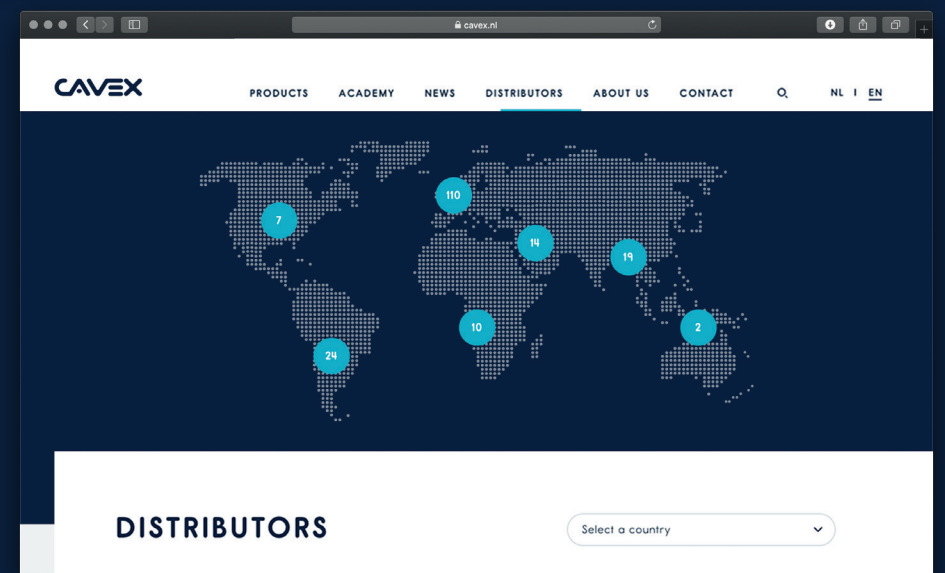 cavex.nl
CAVEX
PRODUCTS ACADEMY NEWS DISTRIBUTORS ABOUT US CONTACT NL I EN
110
7
14
19
10
2
24
DISTRIBUTORS
Select a country